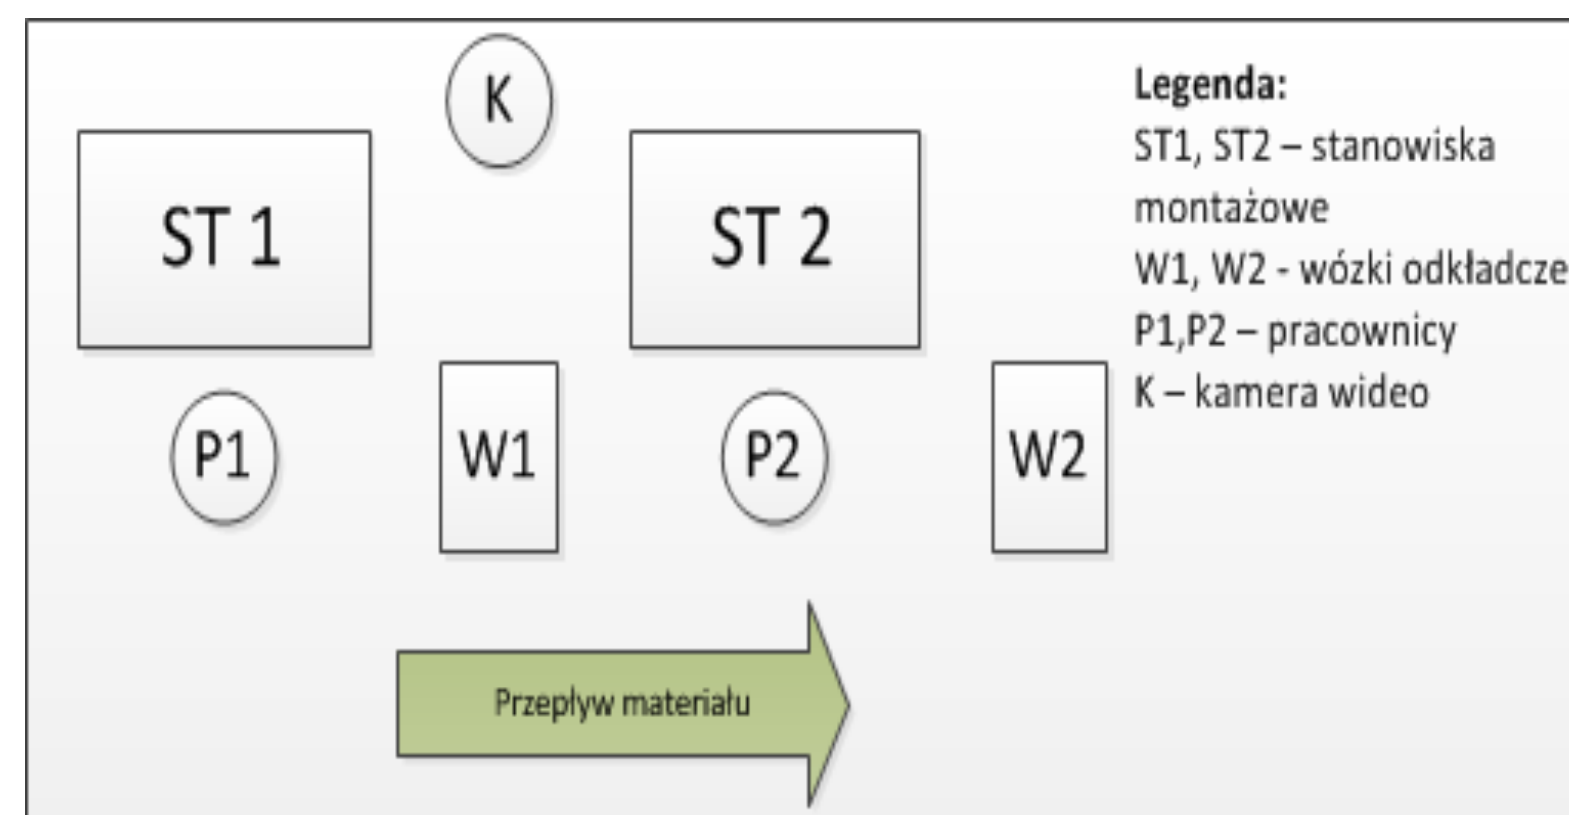 K
ST 1
ST 2
P1
W1
P2
W2
Przepływ materiału
Legenda:
ST1, ST2 – stanowiska
montażowe
W1, W2 - wózki odkładcze
P1,P2 – pracownicy
K – kamera wideo